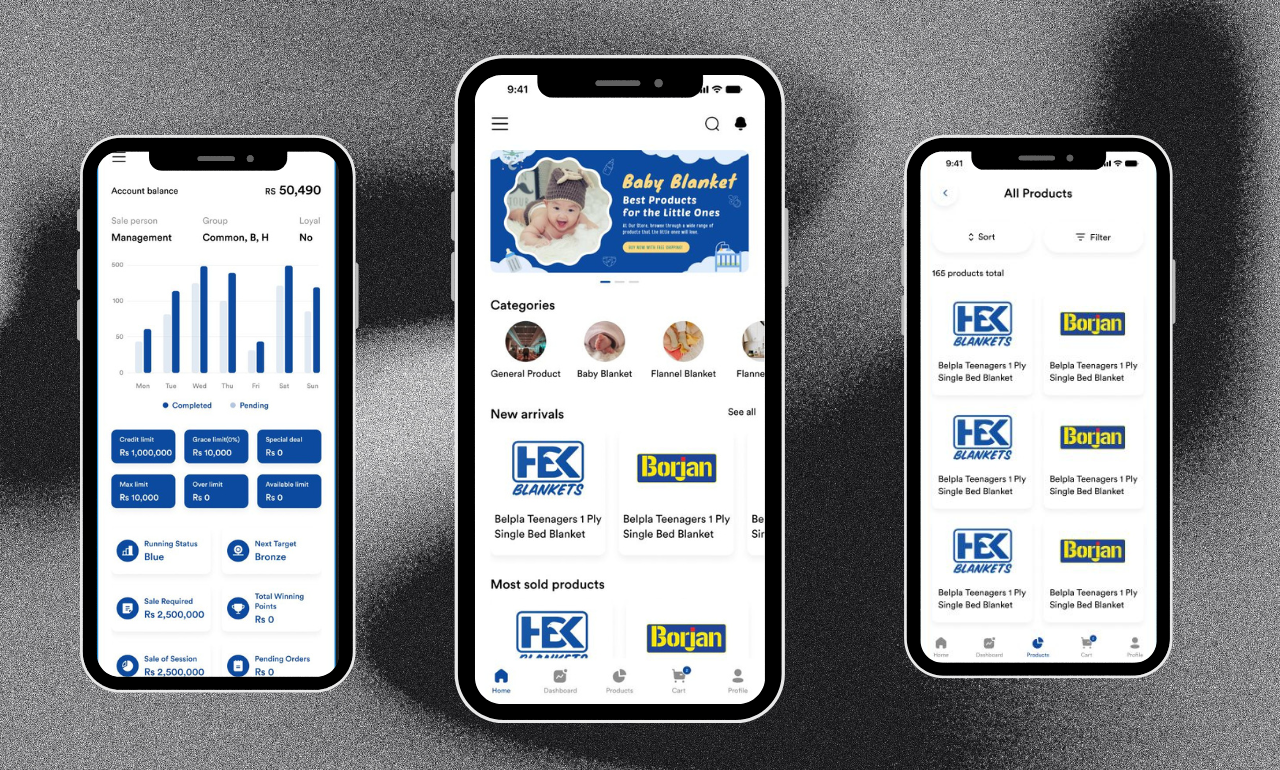 Account balance
RS 50,490
Sale person
Group
Loyal
Management
Common, B, H
No
500
100
50
0
Mon
Tue
Wed
Thu
Fri
Sat
Sun
Completed
Pending
Credit limit
Rs 1,000,000
Grace limit(0%)
Rs 10,000
Special deal
Rs 0
Max limit
Rs 10,000
Over limit
Rs 0
Available limit
Rs 0
Running Status
Blue
Next Target
Bronze
Sale Required
Rs 2,500,000
Total Winning
Points
Rs 0
Sale of Session
Rs 2,500,000
Pending Orders
Rs 0
9:41
Baby Blanket
Best Products
for the Little Ones
At Our Store, browse through a wide range of
products that the little ones will love.
Categories
General Product
Baby Blanket
Flannel Blanket
Flanne
New arrivals
See all
HEK
BLANKETS
Borjan
Belpla Teenagers 1 Ply
Single Bed Blanket
Belpla Teenagers 1 Ply
Single Bed Blanket
Be
Sin
Most sold products
HEK
BLANKETS
Borjan
Home
Dashboard
Products
Cart
Profile
9:41
All Products
Sort
Filter
165 products total
HEK
BLANKETS
Borjan
Belpla Teenagers 1 Ply
Single Bed Blanket
Belpla Teenagers 1 Ply
Single Bed Blanket
HEK
BLANKETS
Borjan
Belpla Teenagers 1 Ply
Single Bed Blanket
Belpla Teenagers 1 Ply
Single Bed Blanket
HEK
BLANKETS
Borjan
Belpla Teenagers 1 Ply
Single Bed Blanket
Belpla Teenagers 1 Ply
Single Bed Blanket
Home
Dashboard
Products
Cart
Profile